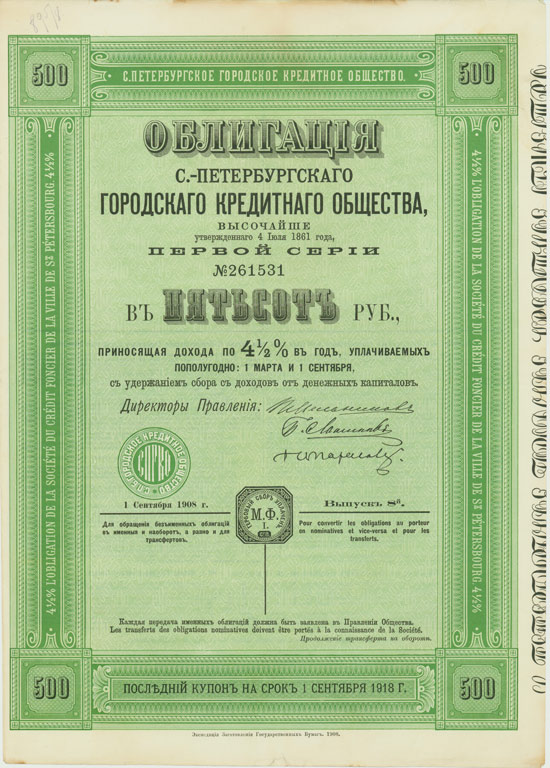 500
С.ПЕТЕРБУРГСКОЕ ГОРОДСКОЕ КРЕДИТНОЕ ОБЩЕСТВО.
500
ОБЛИГАЦІЯ
С.-ПЕТЕРБУРГСКАГО
ГОРОДСКАГО КРЕДИТНАГО ОБЩЕСТВА,
ВЫСОЧАЙШЕ
утвержденнаго 4 Іюля 1861 года,
ПЕРВОЙ СЕРІИ
№261531
ВЪ ПЯТЬСОТЪ РУБ.,
ПРИНОСЯЩАЯ ДОХОДА ПО 4½% ВЪ ГОДЪ, УПЛАЧИВАЕМЫХЪ
ПОПОЛУГОДНО: 1 МАРТА И 1 СЕНТЯБРЯ,
съ удержаніемъ сбора съ доходовъ отъ денежныхъ капиталовъ.
Директоры Правленія:
1 Сентября 1908 г.
Выпускъ 8й.
М.Ф.
I.
Для обращенія безъименныхъ облигацій
въ именныя и наоборотъ, а равно и для
трансфертовъ.
Pour convertir les obligations au porteur
en nominatives et vice-versa et pour les
transferts.
Каждая передача именныхъ облигацій должна быть заявлена въ Правленіи Общества.
Les transferts des obligations nominatives doivent être portés à la connaissance de la Société.
Продолженіе трансферта на оборотѣ.
500
ПОСЛѢДНІЙ КУПОНЪ НА СРОКЪ 1 СЕНТЯБРЯ 1918 Г.
500
Экспедиція Заготовленія Государственныхъ Бумагъ. 1908.
4½% L'OBLIGATION DE LA SOCIÉTÉ DU CRÉDIT FONCIER DE LA VILLE DE ST PÉTERSBOURG. 4½%
4½% L'OBLIGATION DE LA SOCIÉTÉ DU CRÉDIT FONCIER DE LA VILLE DE ST PÉTERSBOURG. 4½%